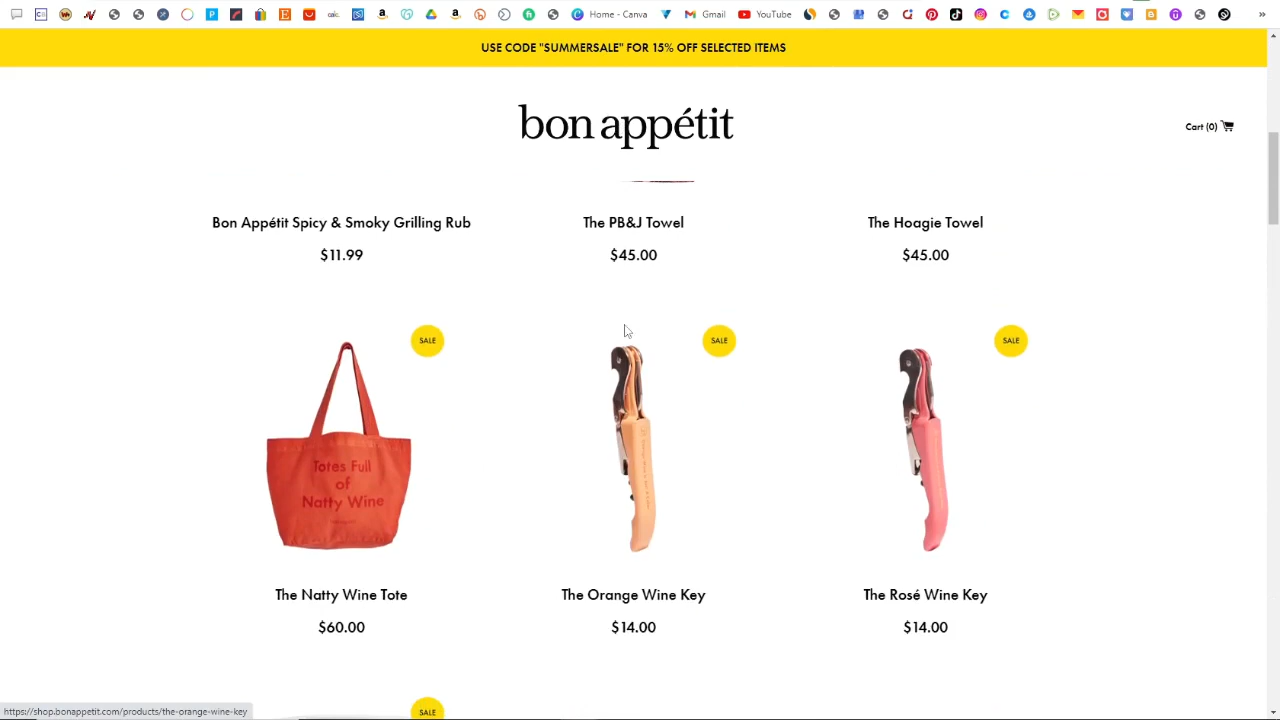 Home - Canva
Gmail
YouTube
»
USE CODE "SUMMERSALE" FOR 15% OFF SELECTED ITEMS
bon appétit
Cart (0)
Bon Appétit Spicy & Smoky Grilling Rub
The PB&J Towel
The Hoagie Towel
$11.99
$45.00
$45.00
SALE
SALE
SALE
Totes Full
of
Natty Wine
The Natty Wine Tote
The Orange Wine Key
The Rosé Wine Key
$60.00
$14.00
$14.00
https://shop.bonappetit.com/products/the-orange-wine-key
SALE